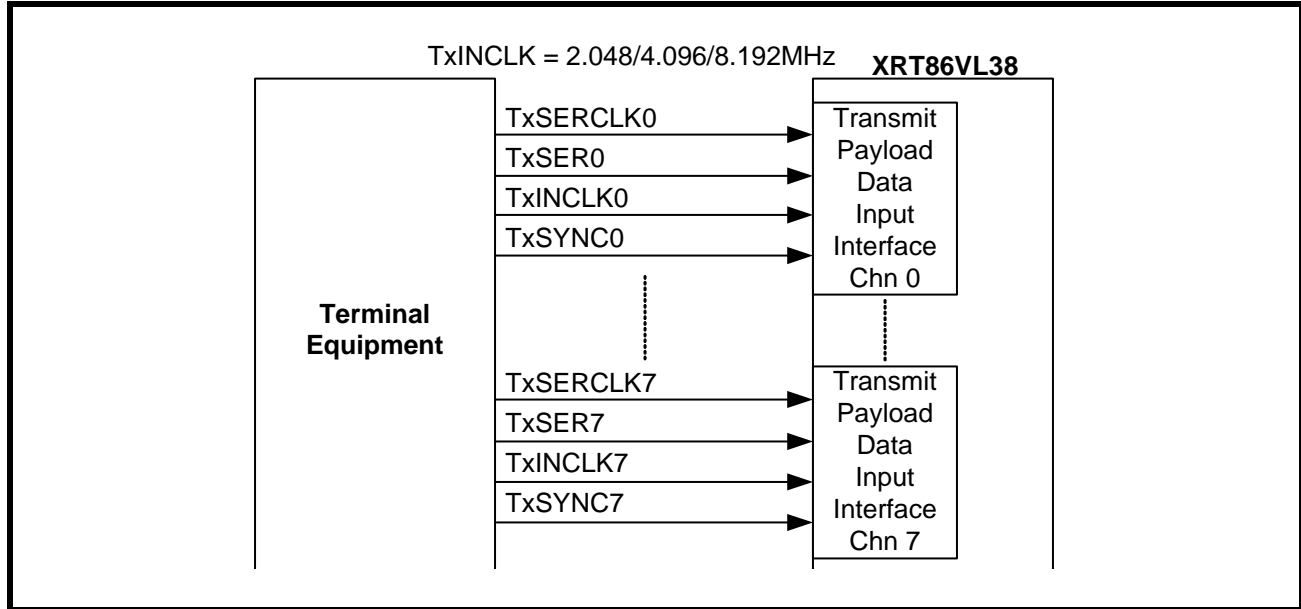 TxINCLK = 2.048/4.096/8.192MHz
XRT86VL38
TxSERCLK0
TxSER0
TxINCLK0
TxSYNC0
Transmit
Payload
Data
Input
Interface
Chn 0
Terminal
Equipment
TxSERCLK7
TxSER7
TxINCLK7
TxSYNC7
Transmit
Payload
Data
Input
Interface
Chn 7